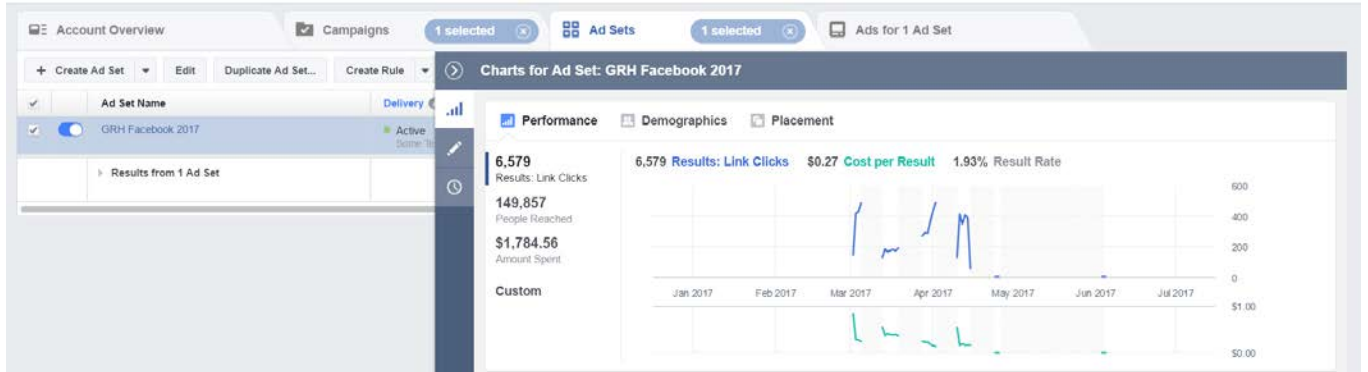 Account Overview
Campaigns
1 selected
Ad Sets
1 selected
Ads for 1 Ad Set
+ Create Ad Set
Edit
Duplicate Ad Set...
Create Rule
Charts for Ad Set: GRH Facebook 2017
Ad Set Name
Delivery
GRH Facebook 2017
Active
Some
Results from 1 Ad Set
Performance
Demographics
Placement
6,579
Results: Link Clicks
149,857
People Reached
$1,784.56
Amount Spent
Custom
6,579 Results: Link Clicks $0.27 Cost per Result 1.93% Result Rate
600
400
200
0
Jan 2017 Feb 2017 Mar 2017 Apr 2017 May 2017 Jun 2017 Jul 2017
$1.00
$0.00